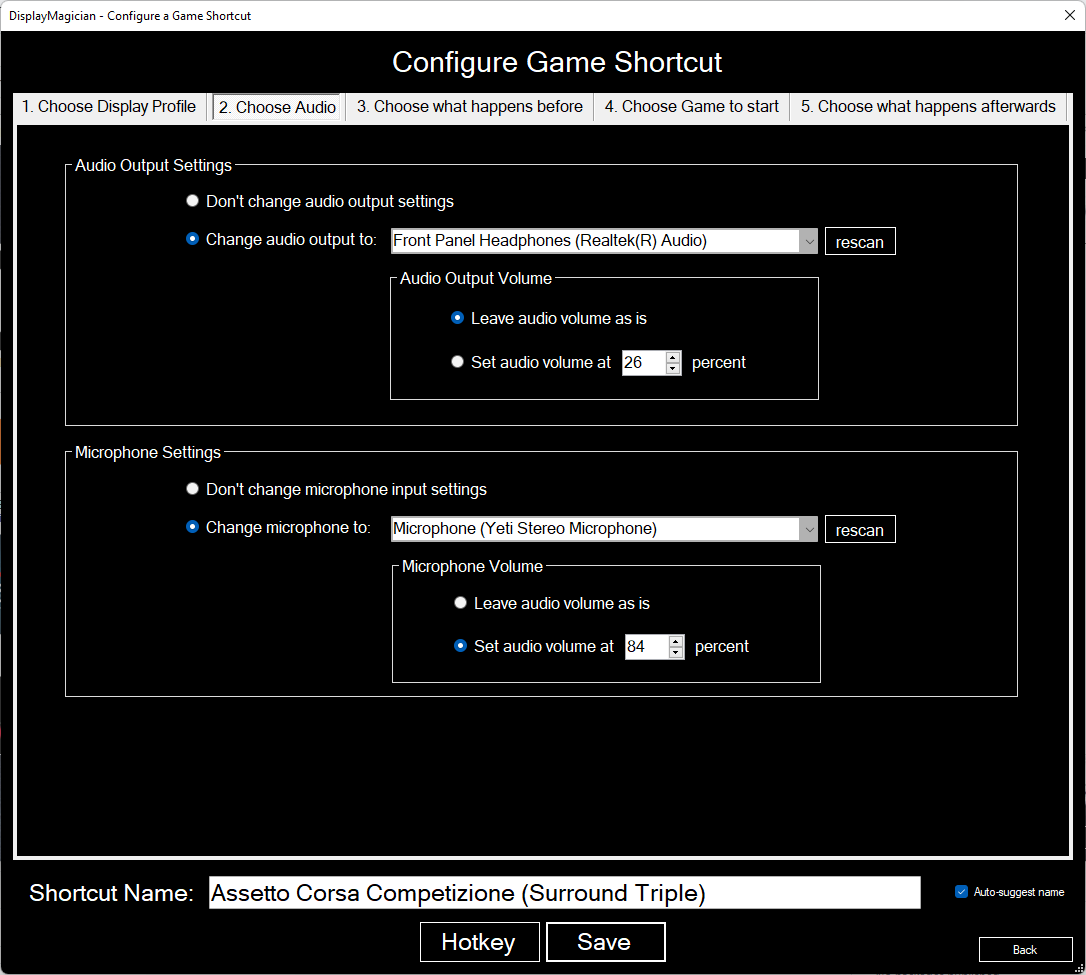 DisplayMagician - Configure a Game Shortcut
Configure Game Shortcut
1. Choose Display Profile 2. Choose Audio 3. Choose what happens before 4. Choose Game to start 5. Choose what happens afterwards
Audio Output Settings
Don't change audio output settings
Change audio output to: Front Panel Headphones (Realtek(R) Audio) rescan
Audio Output Volume
Leave audio volume as is
Set audio volume at 26 percent
Microphone Settings
Don't change microphone input settings
Change microphone to: Microphone (Yeti Stereo Microphone) rescan
Microphone Volume
Leave audio volume as is
Set audio volume at 84 percent
Shortcut Name: Assetto Corsa Competizione (Surround Triple) Auto-suggest name
Hotkey Save
Back